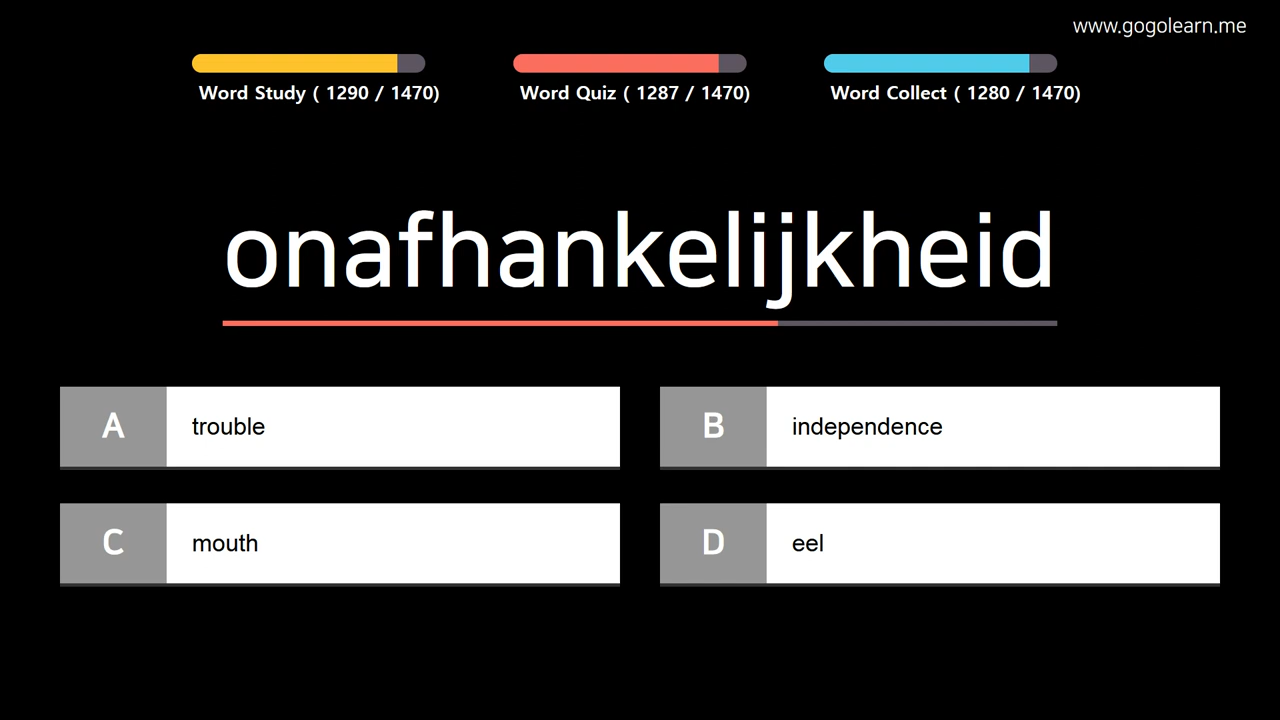 www.gogolearn.me
Word Study ( 1290 / 1470)
Word Quiz ( 1287 / 1470)
Word Collect ( 1280 / 1470)
onafhankelijkheid
A trouble
B independence
C mouth
D eel